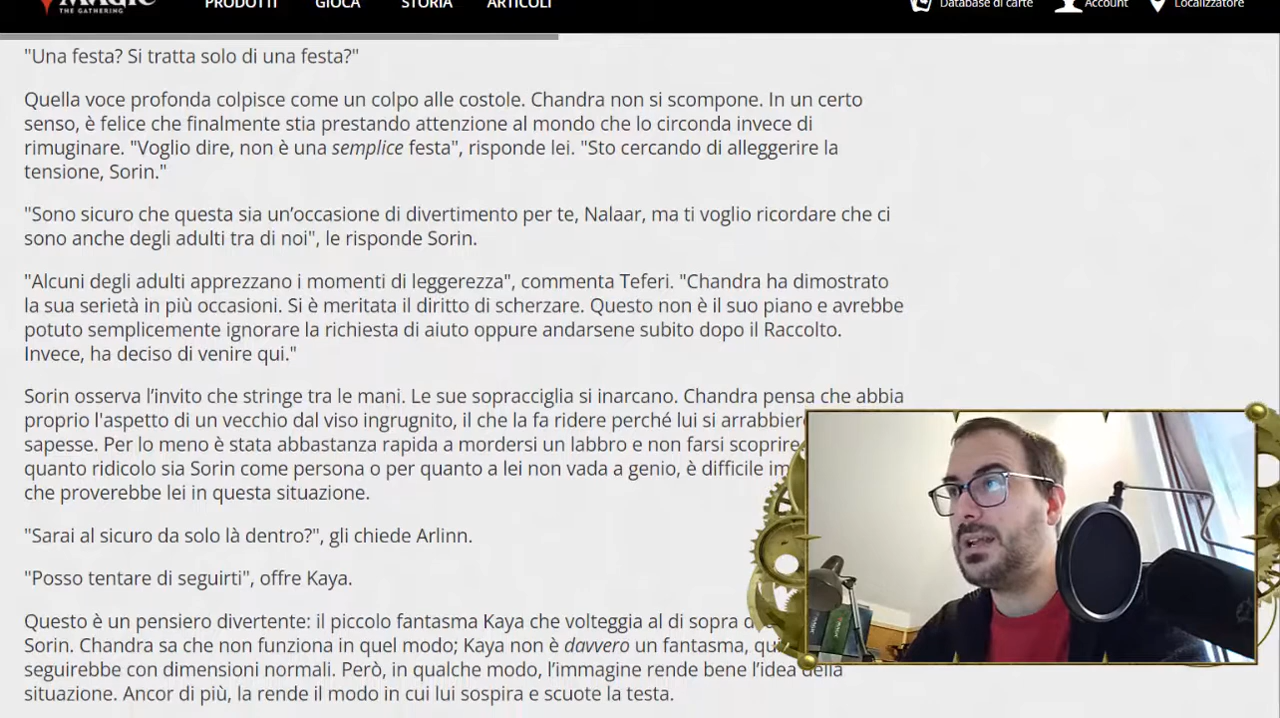 THE GATHERING
PRODOTTI GIOCA STORIA ARTICOLI Database di carte Account Localizzatore
"Una festa? Si tratta solo di una festa?"
Quella voce profonda colpisce come un colpo alle costole. Chandra non si scompone. In un certo
senso, è felice che finalmente stia prestando attenzione al mondo che lo circonda invece di
rimuginare. "Voglio dire, non è una semplice festa", risponde lei. "Sto cercando di alleggerire la
tensione, Sorin."
"Sono sicuro che questa sia un’occasione di divertimento per te, Nalaar, ma ti voglio ricordare che ci
sono anche degli adulti tra di noi", le risponde Sorin.
"Alcuni degli adulti apprezzano i momenti di leggerezza", commenta Teferi. "Chandra ha dimostrato
la sua serietà in più occasioni. Si è meritata il diritto di scherzare. Questo non è il suo piano e avrebbe
potuto semplicemente ignorare la richiesta di aiuto oppure andarsene subito dopo il Raccolto.
Invece, ha deciso di venire qui."
Sorin osserva l’invito che stringe tra le mani. Le sue sopracciglia si inarcano. Chandra pensa che abbia
proprio l'aspetto di un vecchio dal viso ingrugnito, il che la fa ridere perché lui si
sapesse. Per lo meno è stata abbastanza rapida a mordersi un labbro e non farsi scoprire
quanto ridicolo sia Sorin come persona o per quanto a lei non vada a genio, è difficile
che proverebbe lei in questa situazione.
"Sarai al sicuro da solo là dentro?", gli chiede Arlinn.
"Posso tentare di seguirti", offre Kaya.
Questo è un pensiero divertente: il piccolo fantasma Kaya che volteggia al di sopra
Sorin. Chandra sa che non funziona in quel modo; Kaya non è davvero un fantasma,
seguirebbe con dimensioni normali. Però, in qualche modo, l’immagine rende bene l’idea della
situazione. Ancor di più, la rende il modo in cui lui sospira e scuote la testa.